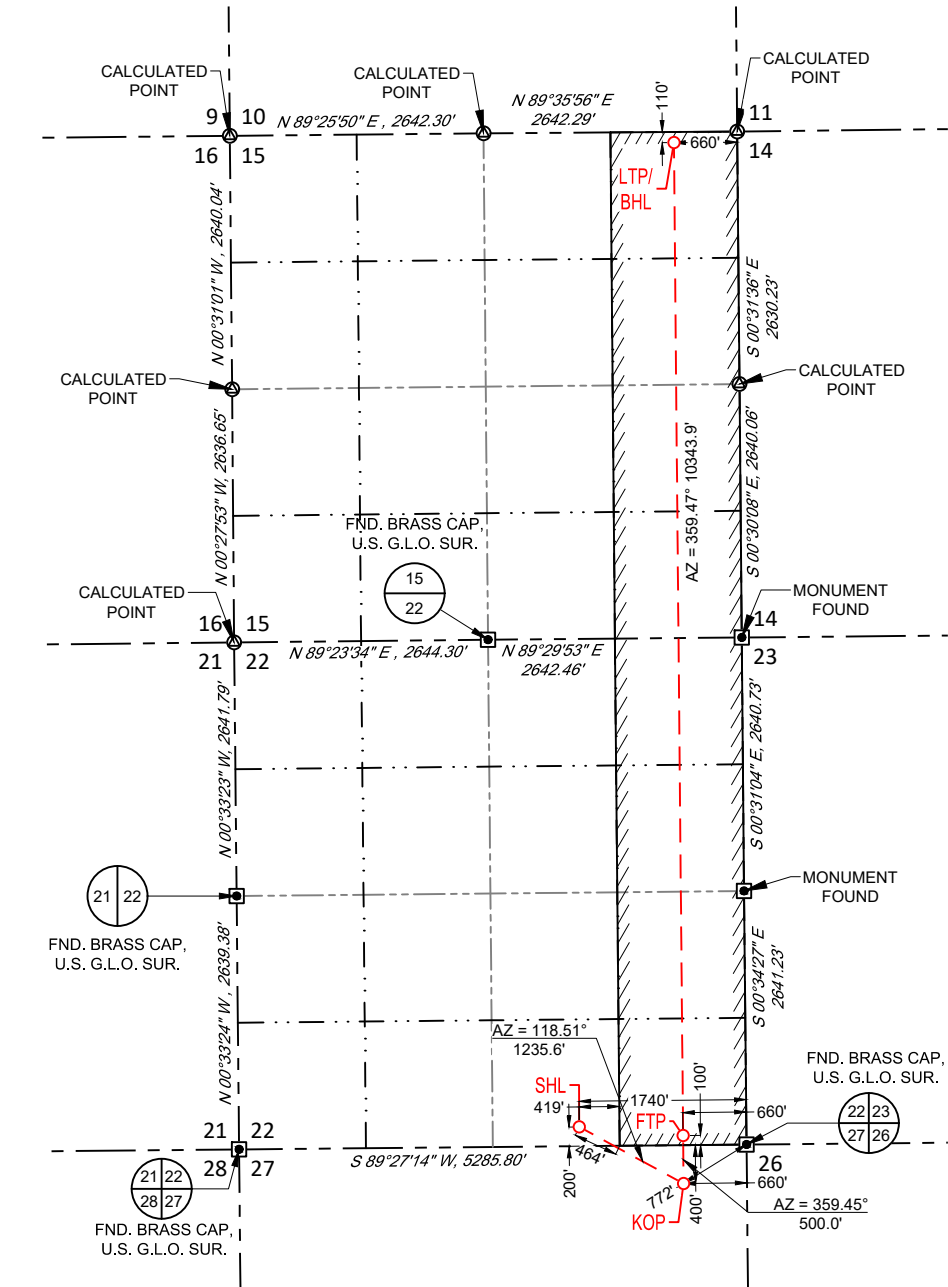 CALCULATED
POINT
CALCULATED
POINT
CALCULATED
POINT
9 10
16 15
11
14
N 89°25'50" E , 2642.30'
N 89°35'56" E
2642.29'
110'
660'
LTP/
BHL
N 00°31'01" W , 2640.04'
S 00°31'36" E
2630.23'
CALCULATED
POINT
CALCULATED
POINT
N 00°27'53" W, 2636.65'
AZ = 359.47° 10343.9'
S 00°30'08" E, 2640.06'
FND. BRASS CAP,
U.S. G.L.O. SUR.
15
22
CALCULATED
POINT
MONUMENT
FOUND
16 15
21 22
14
23
N 89°23'34" E , 2644.30'
N 89°29'53" E
2642.46'
N 00°33'23" W, 2641.79'
S 00°31'04" E, 2640.73'
21 22
FND. BRASS CAP,
U.S. G.L.O. SUR.
MONUMENT
FOUND
N 00°33'24" W , 2639.38'
S 00°34'27" E
2641.23'
AZ = 118.51°
1235.6'
FND. BRASS CAP,
U.S. G.L.O. SUR.
22 23
27 26
SHL
1740'
419'
100'
FTP
660'
21 22
28 27
26
464'
200'
S 89°27'14" W, 5285.80'
660'
772'
400'
KOP
AZ = 359.45°
500.0'
21 22
28 27
FND. BRASS CAP,
U.S. G.L.O. SUR.